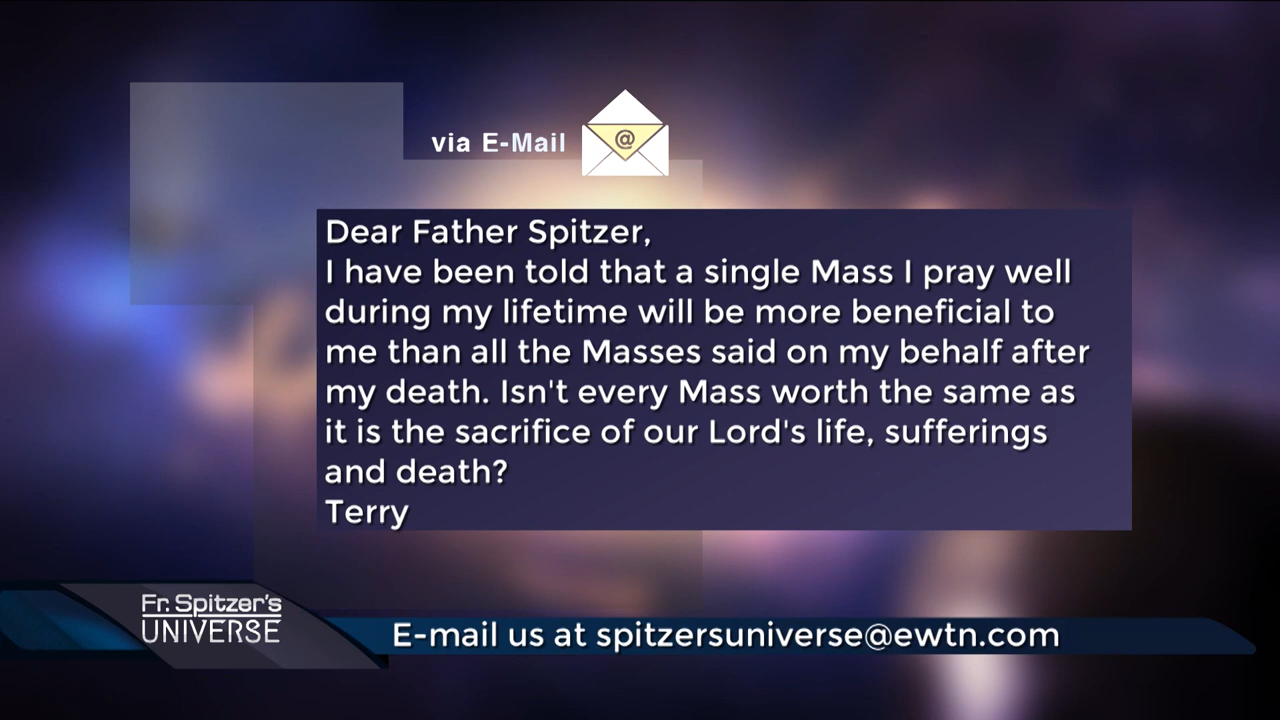 via E-Mail
@
Dear Father Spitzer,
I have been told that a single Mass I pray well
during my lifetime will be more beneficial to
me than all the Masses said on my behalf after
my death. Isn't every Mass worth the same as
it is the sacrifice of our Lord's life, sufferings
and death?
Terry
Fr. Spitzer's
UNIVERSE
E-mail us at spitzersuniverse@ewtn.com